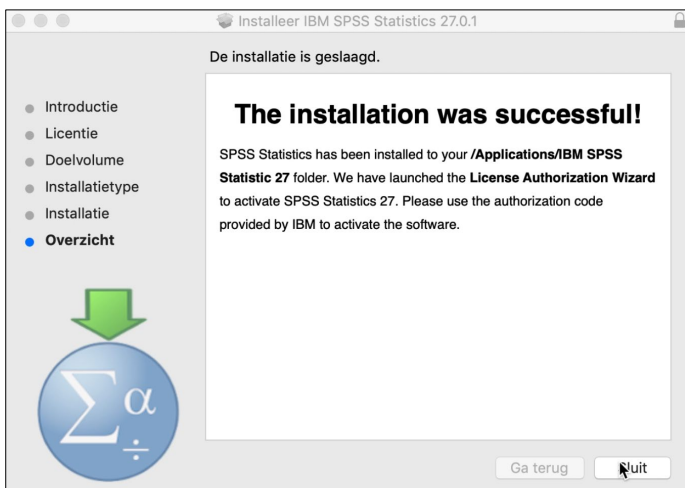 Installeer IBM SPSS Statistics 27.0.1
De installatie is geslaagd.
Introductie
Licentie
Doelvolume
Installatietype
Installatie
Overzicht
The installation was successful!
SPSS Statistics has been installed to your /Applications/IBM SPSS
Statistic 27 folder. We have launched the License Authorization Wizard
to activate SPSS Statistics 27. Please use the authorization code
provided by IBM to activate the software.
Σα
÷
Ga terug